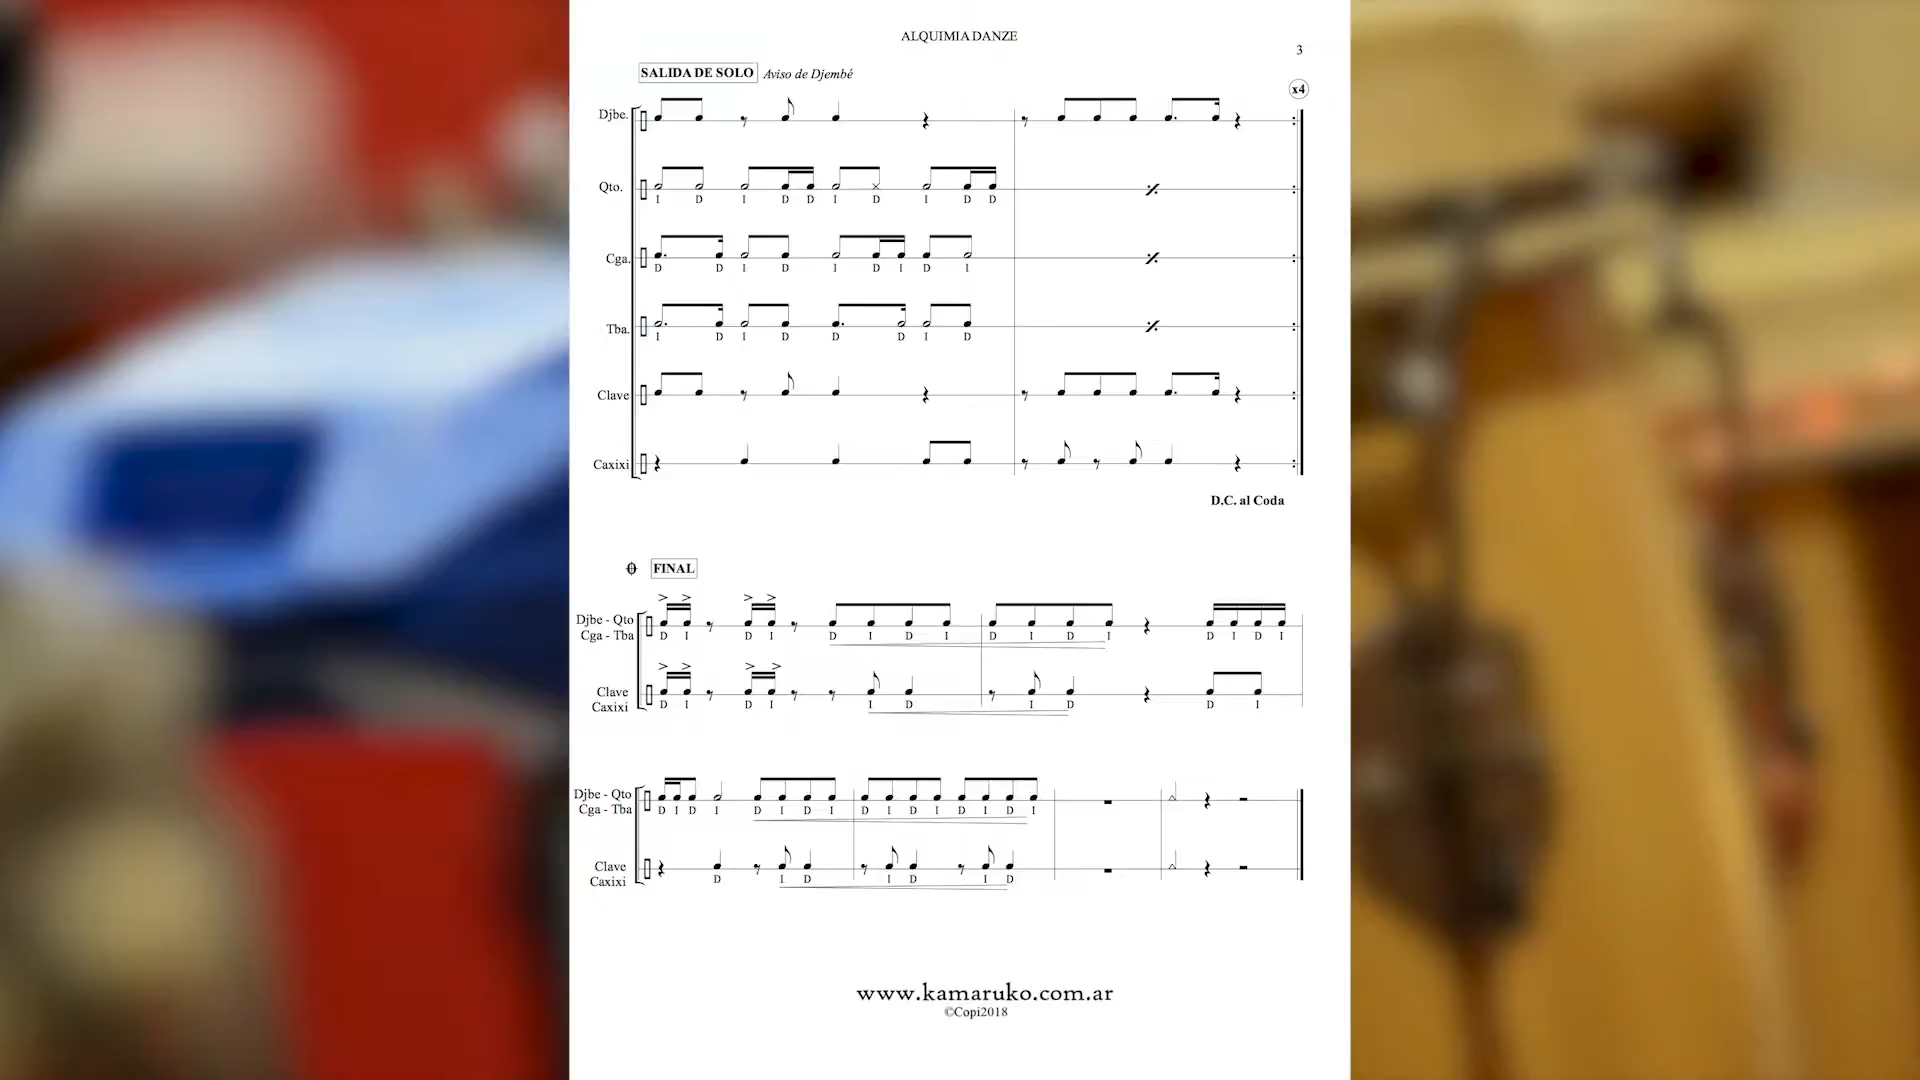 ALQUIMIA DANZE
3
SALIDA DE SOLO Aviso de Djembé
x4
Djbe.
Qto.
I D I D D I D I D D
Cga.
D D I D I D I D I
Tba.
I D I D D D I D
Clave
Caxixi
D.C. al Coda
FINAL
Djbe - Qto
Cga - Tba
D I D I D I D I D I D I D I D I
Clave
Caxixi
D I D I I D I D D I
Djbe - Qto
Cga - Tba
D I D I D I D I D I D I D I D I
Clave
Caxixi
D I D I D I D
www.kamaruko.com.ar
©Copi2018